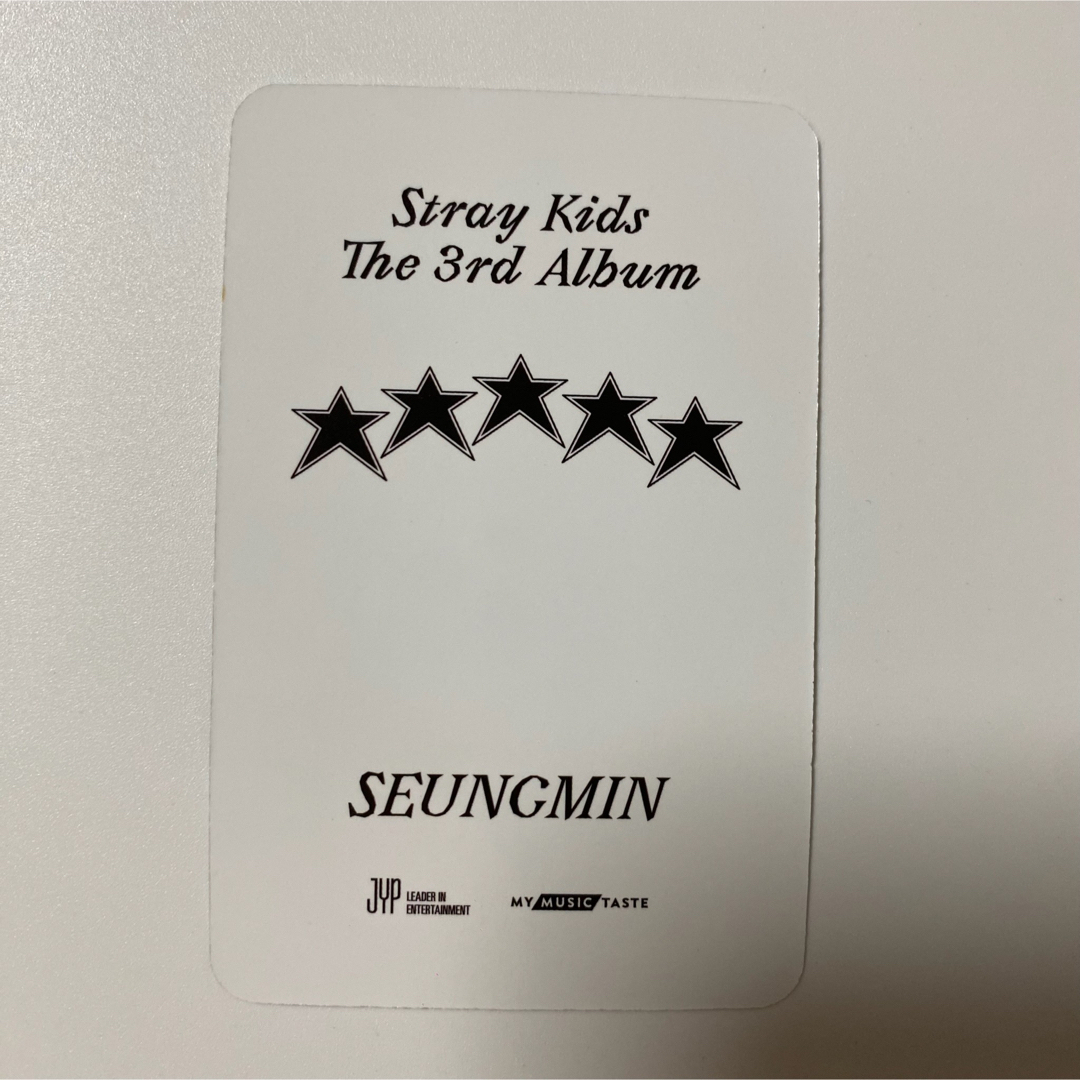 Stray Kids
The 3rd Album
SEUNGMIN
JYP LEADER IN
ENTERTAINMENT
MY MUSIC TASTE